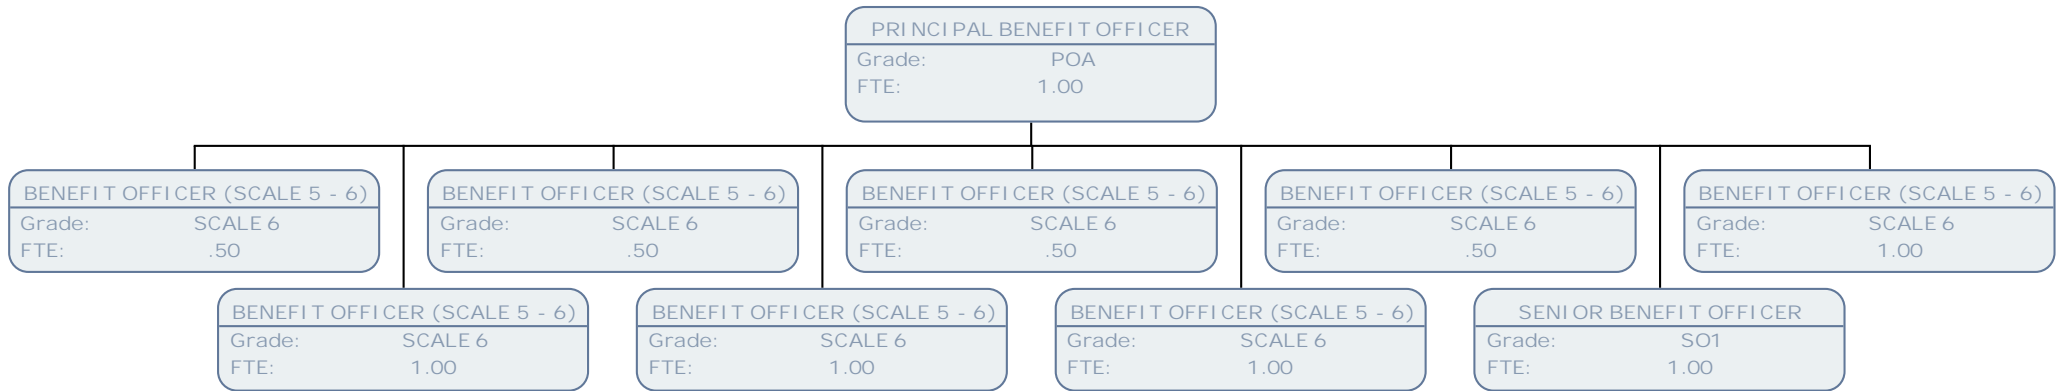 PRINCIPAL BENEFIT OFFICER
Grade: POA
FTE: 1.00
BENEFIT OFFICER (SCALE 5 - 6)
Grade: SCALE 6
FTE: .50
BENEFIT OFFICER (SCALE 5 - 6)
Grade: SCALE 6
FTE: .50
BENEFIT OFFICER (SCALE 5 - 6)
Grade: SCALE 6
FTE: .50
BENEFIT OFFICER (SCALE 5 - 6)
Grade: SCALE 6
FTE: .50
BENEFIT OFFICER (SCALE 5 - 6)
Grade: SCALE 6
FTE: 1.00
BENEFIT OFFICER (SCALE 5 - 6)
Grade: SCALE 6
FTE: 1.00
BENEFIT OFFICER (SCALE 5 - 6)
Grade: SCALE 6
FTE: 1.00
BENEFIT OFFICER (SCALE 5 - 6)
Grade: SCALE 6
FTE: 1.00
SENIOR BENEFIT OFFICER
Grade: SO1
FTE: 1.00